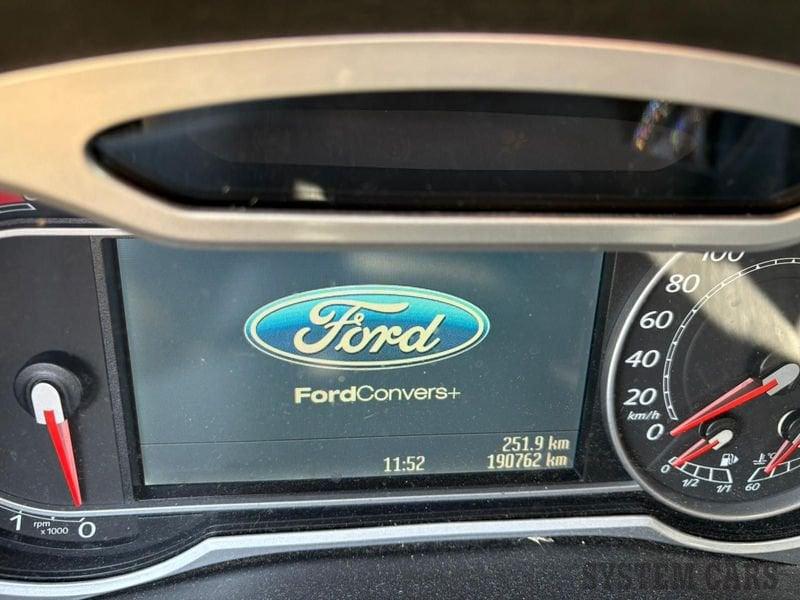 Ford
FordConvers+
251.9 km
11:52 190762 km
100
80
60
40
20
km/h
0
0 1/2 1/1
60
°C
1 rpm x1000 0
SYSTEM CARS